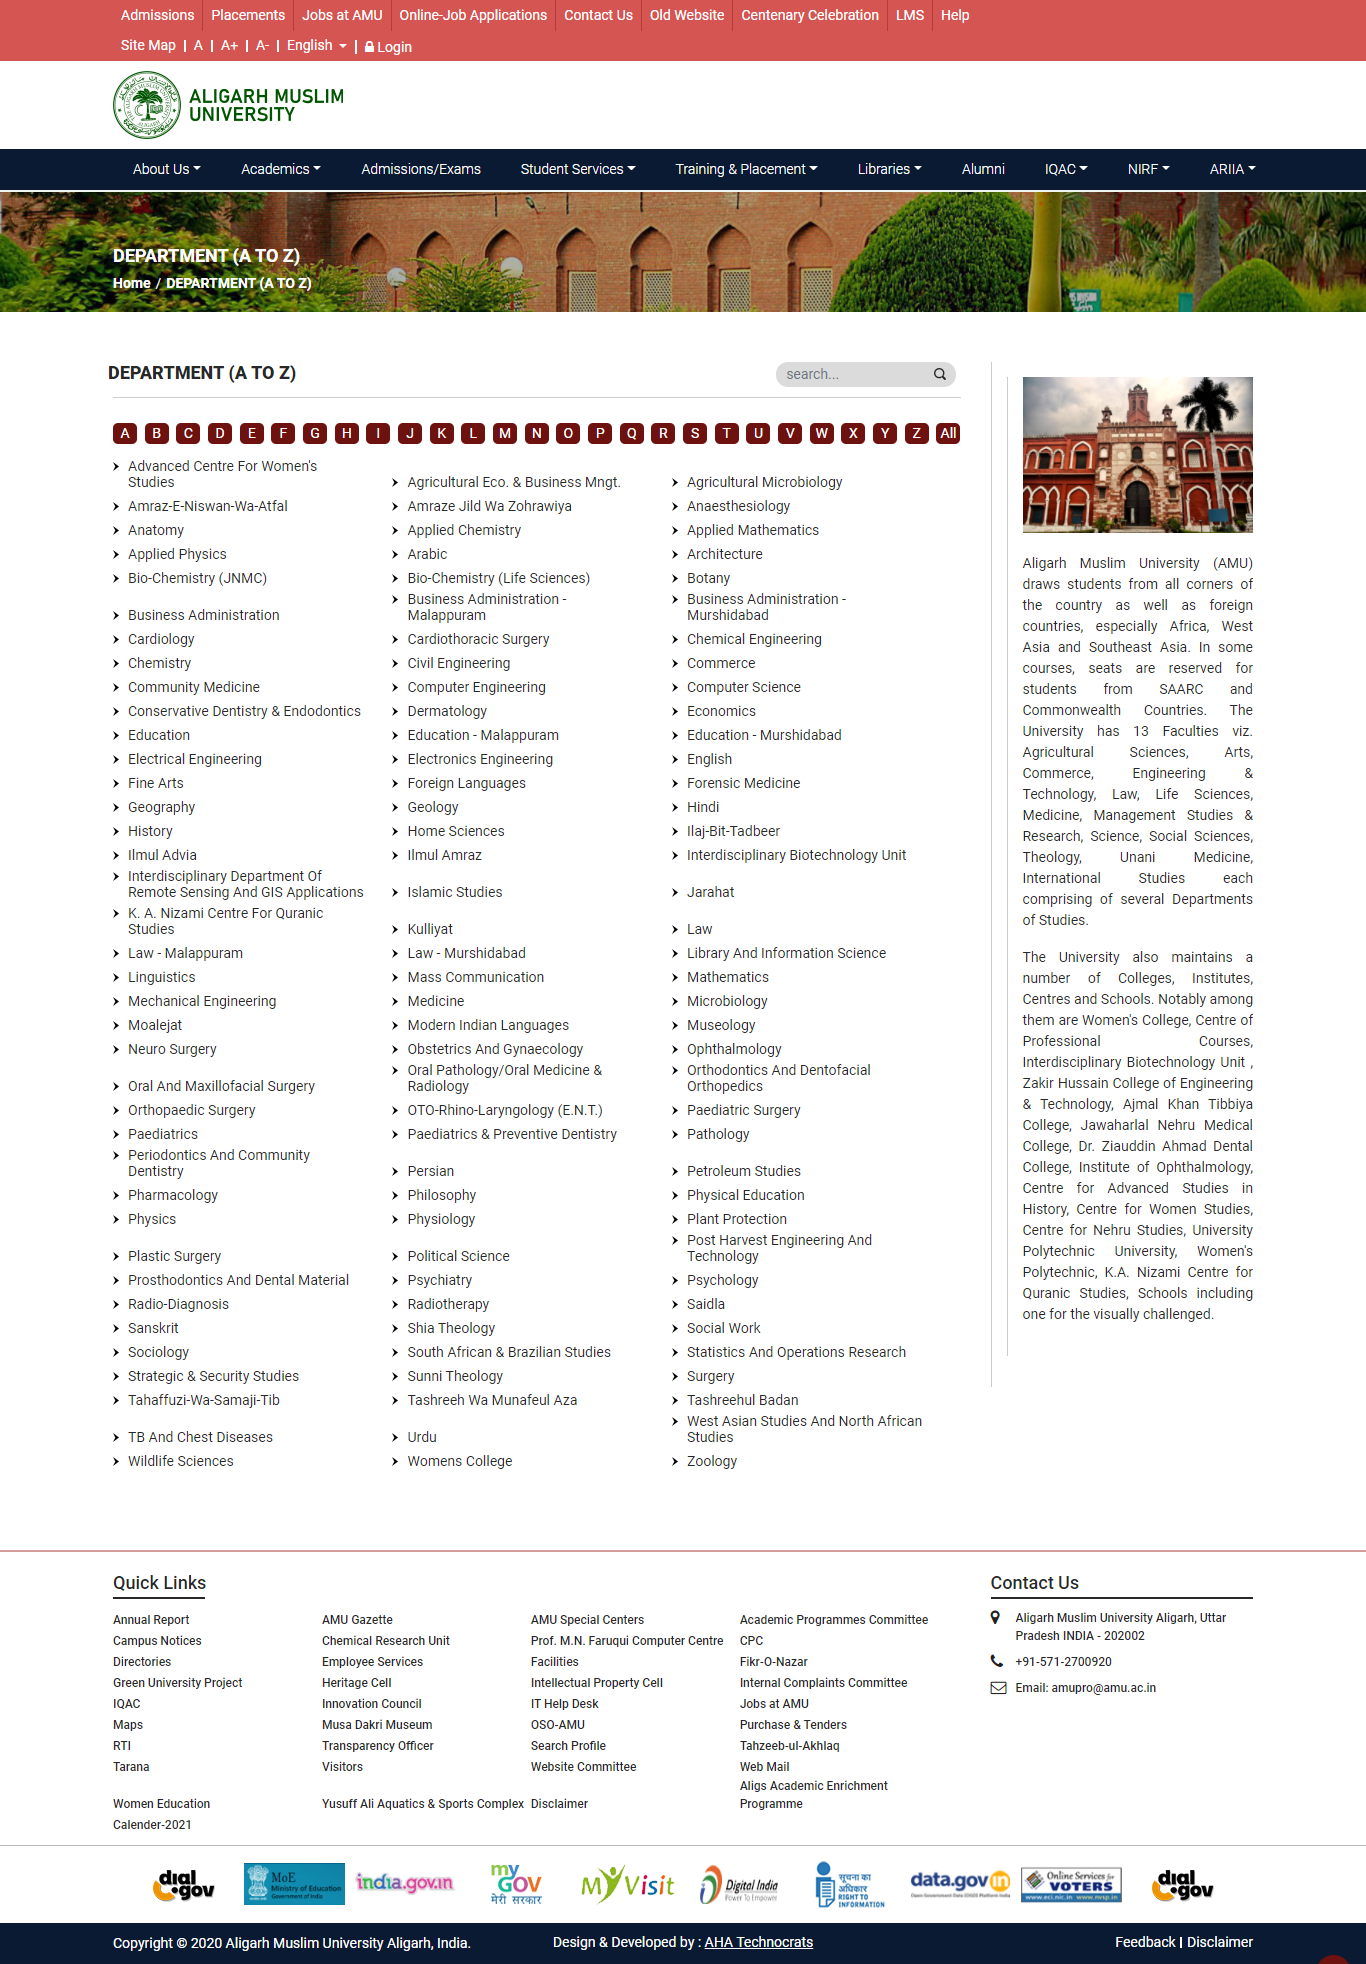 Admissions Placements Jobs at AMU Online-Job Applications Contact Us Old Website Centenary Celebration LMS Help
Site Map | A | A+ | A- | English | Login
ALIGARH MUSLIM
UNIVERSITY
About Us Academics Admissions/Exams Student Services Training & Placement Libraries Alumni IQAC NIRF ARIIA
DEPARTMENT (A TO Z)
Home / DEPARTMENT (A TO Z)
DEPARTMENT (A TO Z)
search...
A B C D E F G H I J K L M N O P Q R S T U V W X Y Z All
Advanced Centre For Women's
Studies Agricultural Eco. & Business Mngt. Agricultural Microbiology
Amraz-E-Niswan-Wa-Atfal Amraze Jild Wa Zohrawiya Anaesthesiology
Anatomy Applied Chemistry Applied Mathematics
Applied Physics Arabic Architecture
Bio-Chemistry (JNMC) Bio-Chemistry (Life Sciences) Botany
Business Administration - Business Administration -
Business Administration Malappuram Murshidabad
Cardiology Cardiothoracic Surgery Chemical Engineering
Chemistry Civil Engineering Commerce
Community Medicine Computer Engineering Computer Science
Conservative Dentistry & Endodontics Dermatology Economics
Education Education - Malappuram Education - Murshidabad
Electrical Engineering Electronics Engineering English
Fine Arts Foreign Languages Forensic Medicine
Geography Geology Hindi
History Home Sciences Ilaj-Bit-Tadbeer
Ilmul Advia Ilmul Amraz Interdisciplinary Biotechnology Unit
Interdisciplinary Department Of
Remote Sensing And GIS Applications Islamic Studies Jarahat
K. A. Nizami Centre For Quranic
Studies Kulliyat Law
Law - Malappuram Law - Murshidabad Library And Information Science
Linguistics Mass Communication Mathematics
Mechanical Engineering Medicine Microbiology
Moalejat Modern Indian Languages Museology
Neuro Surgery Obstetrics And Gynaecology Ophthalmology
Oral Pathology/Oral Medicine & Orthodontics And Dentofacial
Oral And Maxillofacial Surgery Radiology Orthopedics
Orthopaedic Surgery OTO-Rhino-Laryngology (E.N.T.) Paediatric Surgery
Paediatrics Paediatrics & Preventive Dentistry Pathology
Periodontics And Community
Dentistry Persian Petroleum Studies
Pharmacology Philosophy Physical Education
Physics Physiology Plant Protection
Post Harvest Engineering And
Plastic Surgery Political Science Technology
Prosthodontics And Dental Material Psychiatry Psychology
Radio-Diagnosis Radiotherapy Saidla
Sanskrit Shia Theology Social Work
Sociology South African & Brazilian Studies Statistics And Operations Research
Strategic & Security Studies Sunni Theology Surgery
Tahaffuzi-Wa-Samaji-Tib Tashreeh Wa Munafeul Aza Tashreehul Badan
West Asian Studies And North African
TB And Chest Diseases Urdu Studies
Wildlife Sciences Womens College Zoology
Aligarh Muslim University (AMU)
draws students from all corners of
the country as well as foreign
countries, especially Africa, West
Asia and Southeast Asia. In some
courses, seats are reserved for
students from SAARC and
Commonwealth Countries. The
University has 13 Faculties viz.
Agricultural Sciences, Arts,
Commerce, Engineering &
Technology, Law, Life Sciences,
Medicine, Management Studies &
Research, Science, Social Sciences,
Theology, Unani Medicine,
International Studies each
comprising of several Departments
of Studies.
The University also maintains a
number of Colleges, Institutes,
Centres and Schools. Notably among
them are Women's College, Centre of
Professional Courses,
Interdisciplinary Biotechnology Unit ,
Zakir Hussain College of Engineering
& Technology, Ajmal Khan Tibbiya
College, Jawaharlal Nehru Medical
College, Dr. Ziauddin Ahmad Dental
College, Institute of Ophthalmology,
Centre for Advanced Studies in
History, Centre for Women Studies,
Centre for Nehru Studies, University
Polytechnic University, Women's
Polytechnic, K.A. Nizami Centre for
Quranic Studies, Schools including
one for the visually challenged.
Quick Links
Annual Report AMU Gazette AMU Special Centers Academic Programmes Committee
Campus Notices Chemical Research Unit Prof. M.N. Faruqui Computer Centre CPC
Directories Employee Services Facilities Fikr-O-Nazar
Green University Project Heritage Cell Intellectual Property Cell Internal Complaints Committee
IQAC Innovation Council IT Help Desk Jobs at AMU
Maps Musa Dakri Museum OSO-AMU Purchase & Tenders
RTI Transparency Officer Search Profile Tahzeeb-ul-Akhlaq
Tarana Visitors Website Committee Web Mail
Aligs Academic Enrichment
Women Education Yusuff Ali Aquatics & Sports Complex Disclaimer Programme
Calender-2021
Contact Us
Aligarh Muslim University Aligarh, Uttar
Pradesh INDIA - 202002
+91-571-2700920
Email: amupro@amu.ac.in
dial.gov
MoE
Ministry of Education
Government of India
india.gov.in
my GOV
मेरी सरकार
MyVisit
Digital India
Power To Empower
सूचना का
अधिकार
RIGHT TO
INFORMATION
data.gov.in
Open Government Data (OGD) Platform India
Online Services for
VOTERS
www.eci.nic.in www.nvsp.in
dial.gov
Copyright © 2020 Aligarh Muslim University Aligarh, India. Design & Developed by : AHA Technocrats Feedback | Disclaimer